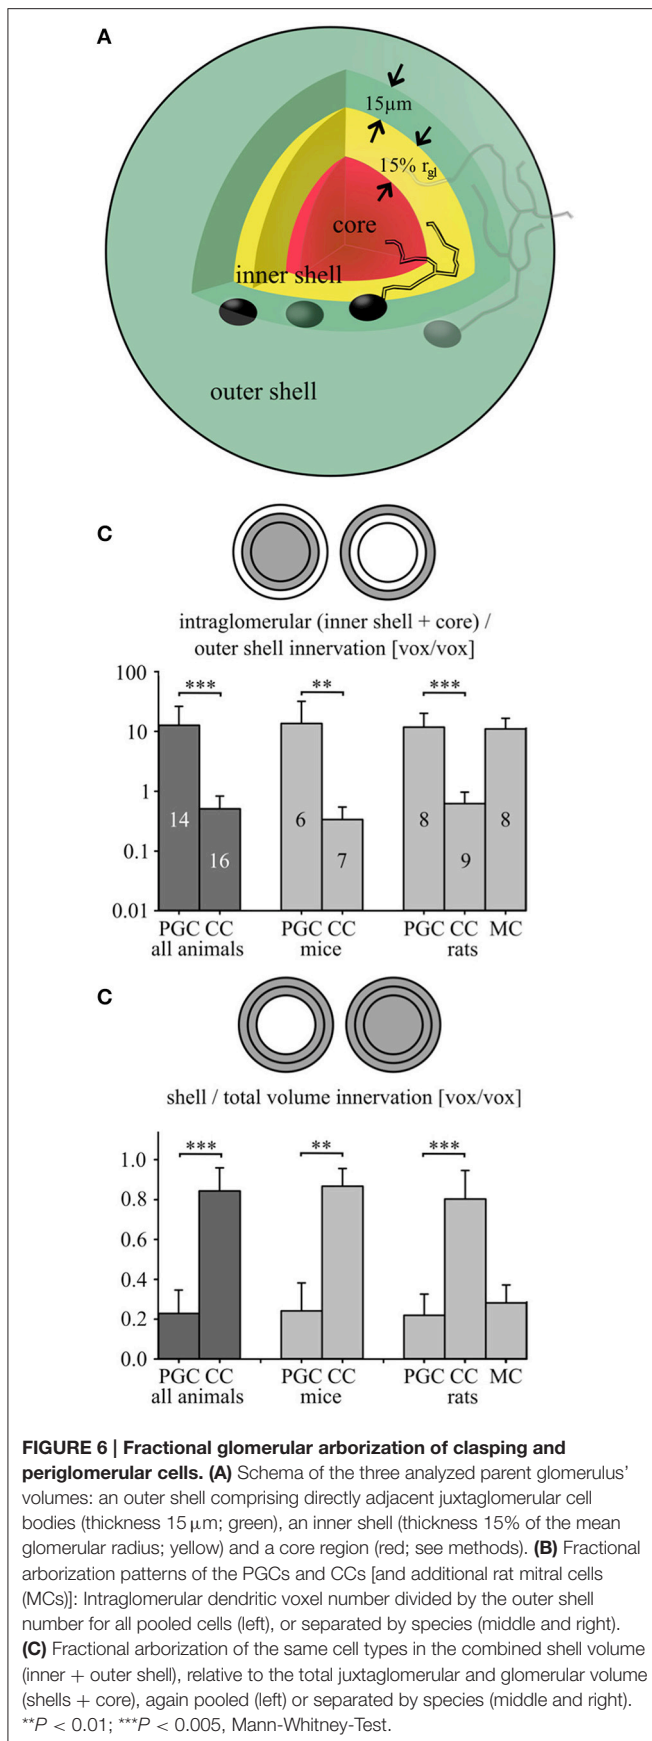 A
15μm
15% rgl
core
inner shell
outer shell
C
intraglomerular (inner shell + core) /
outer shell innervation [vox/vox]
100
10
1
0.1
0.01
*** ** ***
14 16 6 7 8 9 8
PGC CC PGC CC PGC CC MC
all animals mice rats
C
shell / total volume innervation [vox/vox]
1.0
0.8
0.6
0.4
0.2
0.0
*** ** ***
PGC CC PGC CC PGC CC MC
all animals mice rats
FIGURE 6 | Fractional glomerular arborization of clasping and
periglomerular cells. (A) Schema of the three analyzed parent glomerulus'
volumes: an outer shell comprising directly adjacent juxtaglomerular cell
bodies (thickness 15 μm; green), an inner shell (thickness 15% of the mean
glomerular radius; yellow) and a core region (red; see methods). (B) Fractional
arborization patterns of the PGCs and CCs [and additional rat mitral cells
(MCs)]: Intraglomerular dendritic voxel number divided by the outer shell
number for all pooled cells (left), or separated by species (middle and right).
(C) Fractional arborization of the same cell types in the combined shell volume
(inner + outer shell), relative to the total juxtaglomerular and glomerular volume
(shells + core), again pooled (left) or separated by species (middle and right).
**P < 0.01; ***P < 0.005, Mann-Whitney-Test.